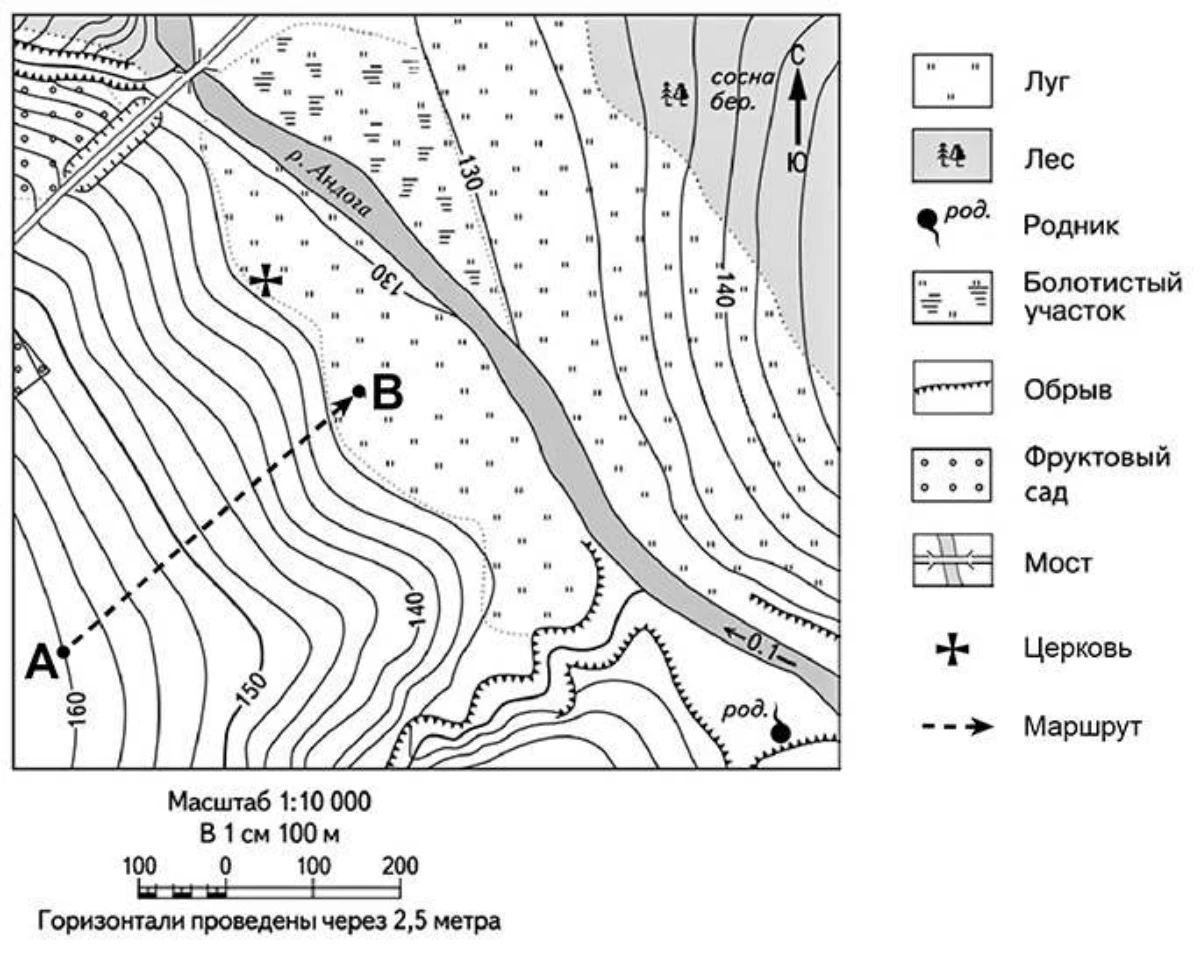 С
Ю
сосна
бер.
р. Андога
130
130
140
140
150
160
А
В
0.1
род.
Луг
Лес
род.
Родник
Болотистый
участок
Обрыв
Фруктовый
сад
Мост
Церковь
Маршрут
Масштаб 1:10 000
В 1 см 100 м
100 0 100 200
Горизонтали проведены через 2,5 метра